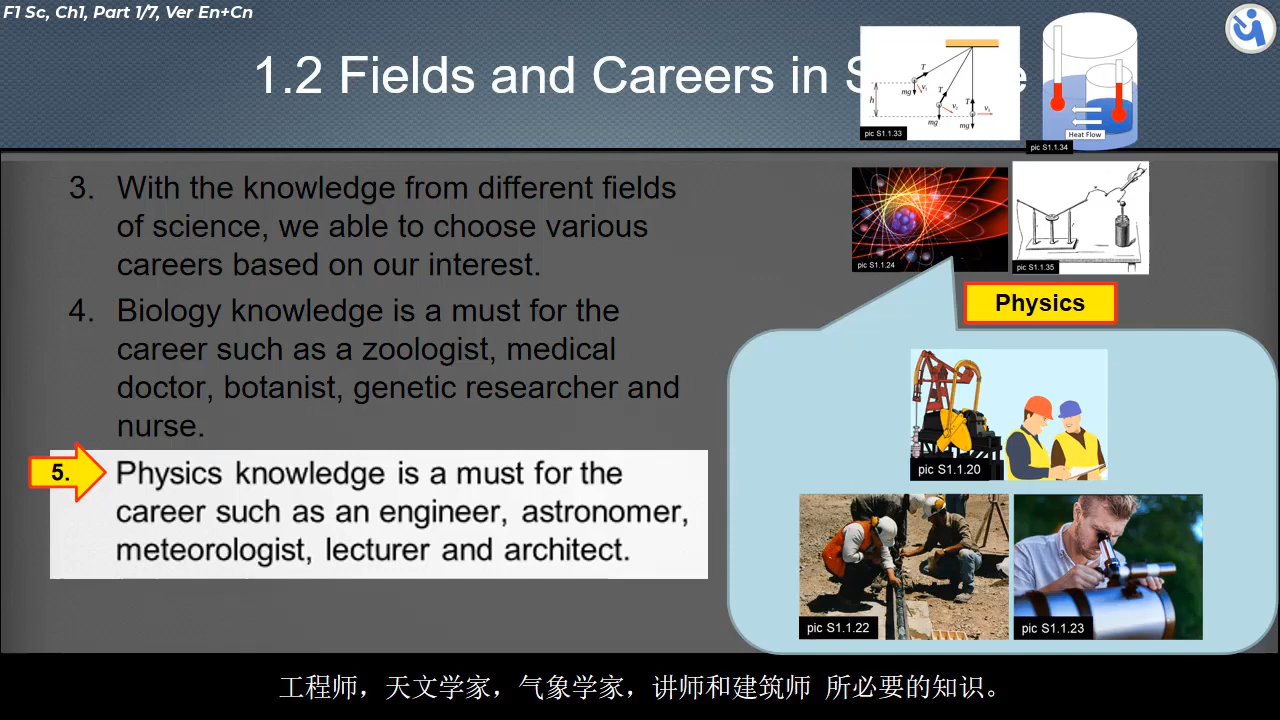 F1 Sc, Ch1, Part 1/7, Ver En+Cn
1.2 Fields and Careers in S e
T
T
T
h
mg
mg
mg
v₁
v₂
v₃
pic S1.1.33
Heat Flow
pic S1.1.34
pic S1.1.24
pic S1.1.35
Physics
3. With the knowledge from different fields
of science, we able to choose various
careers based on our interest.
4. Biology knowledge is a must for the
career such as a zoologist, medical
doctor, botanist, genetic researcher and
nurse.
5. Physics knowledge is a must for the
career such as an engineer, astronomer,
meteorologist, lecturer and architect.
pic S1.1.20
pic S1.1.22
pic S1.1.23
工程师，天文学家，气象学家，讲师和建筑师 所必要的知识。